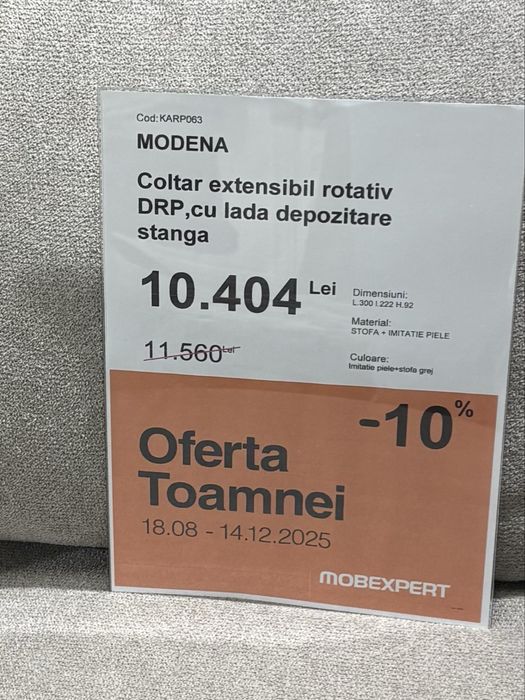 Cod: KARP063
MODENA
Coltar extensibil rotativ
DRP,cu lada depozitare
stanga
10.404 Lei
Dimensiuni:
L.300 l.222 H.92
Material:
STOFA + IMITATIE PIELE
11.560 Lei
Culoare:
Imitatie piele+stofa grej
-10%
Oferta
Toamnei
18.08 - 14.12.2025
MOBEXPERT